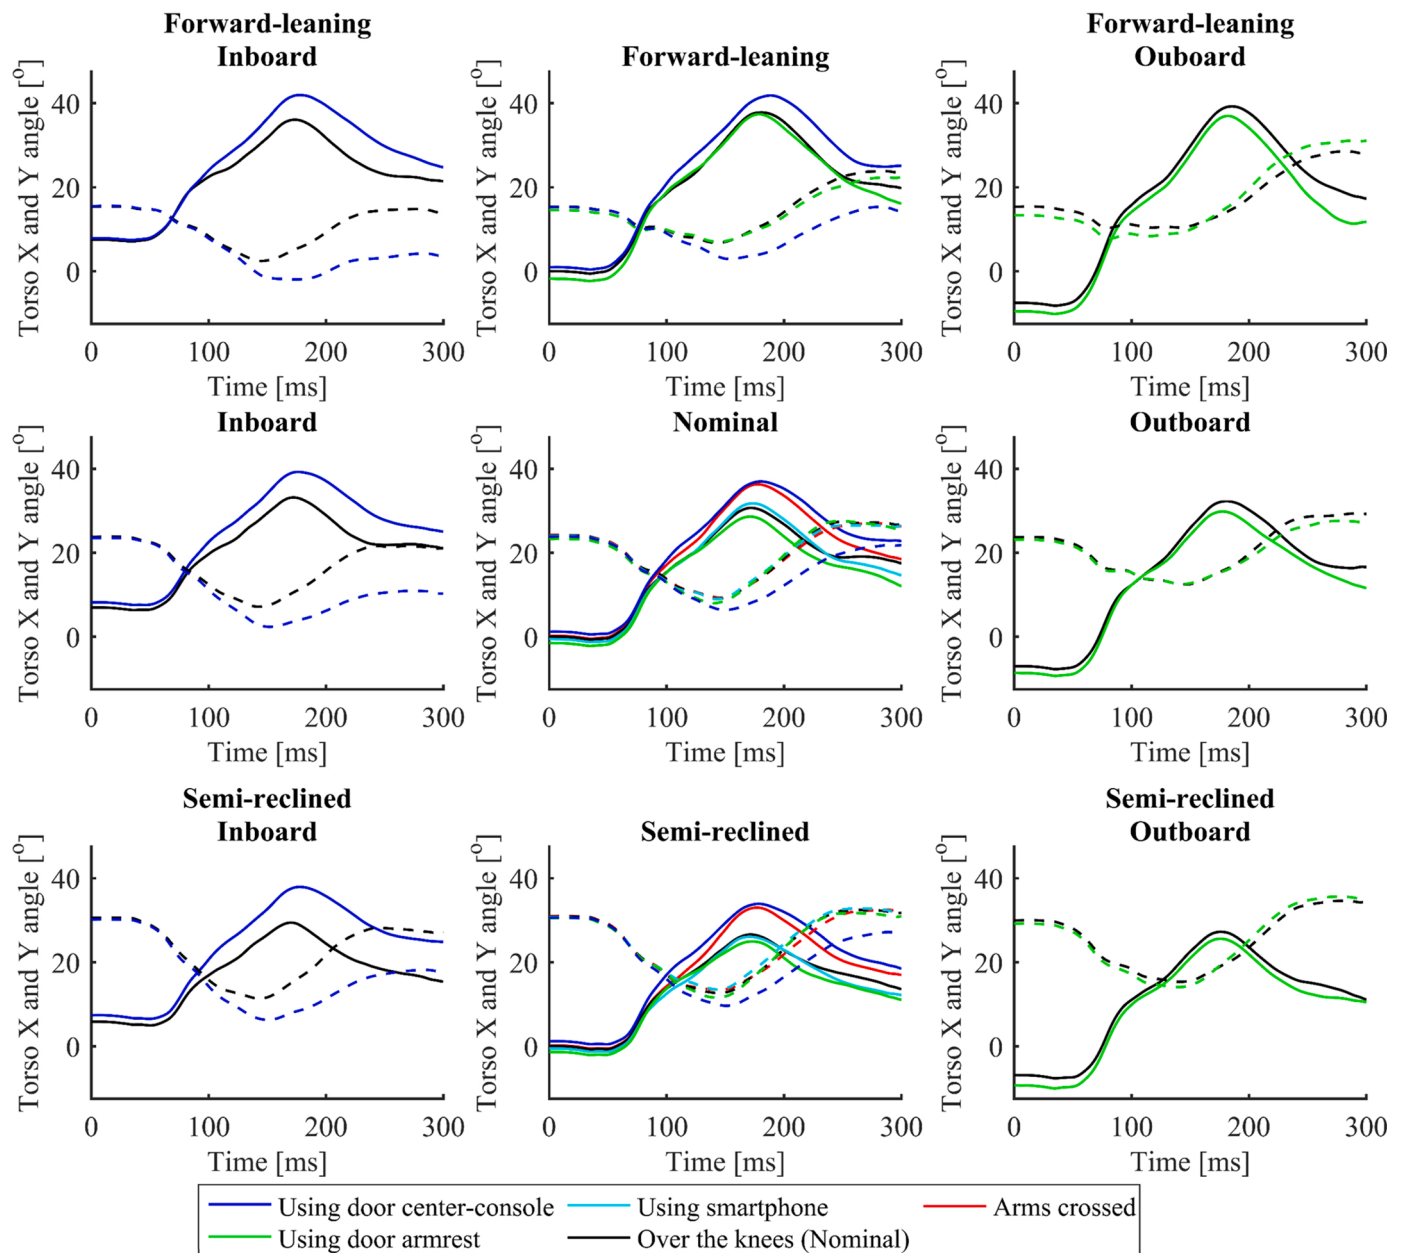 Forward-leaning
Inboard
Forward-leaning
Forward-leaning
Ouboard
Torso X and Y angle [o]
40
20
0
0 100 200 300
Time [ms]
Torso X and Y angle [o]
40
20
0
0 100 200 300
Time [ms]
Torso X and Y angle [o]
40
20
0
0 100 200 300
Time [ms]
Inboard
Nominal
Outboard
Torso X and Y angle [o]
40
20
0
0 100 200 300
Time [ms]
Torso X and Y angle [o]
40
20
0
0 100 200 300
Time [ms]
Torso X and Y angle [o]
40
20
0
0 100 200 300
Time [ms]
Semi-reclined
Inboard
Semi-reclined
Semi-reclined
Outboard
Torso X and Y angle [o]
40
20
0
0 100 200 300
Time [ms]
Torso X and Y angle [o]
40
20
0
0 100 200 300
Time [ms]
Torso X and Y angle [o]
40
20
0
0 100 200 300
Time [ms]
Using door center-console
Using smartphone
Arms crossed
Using door armrest
Over the knees (Nominal)